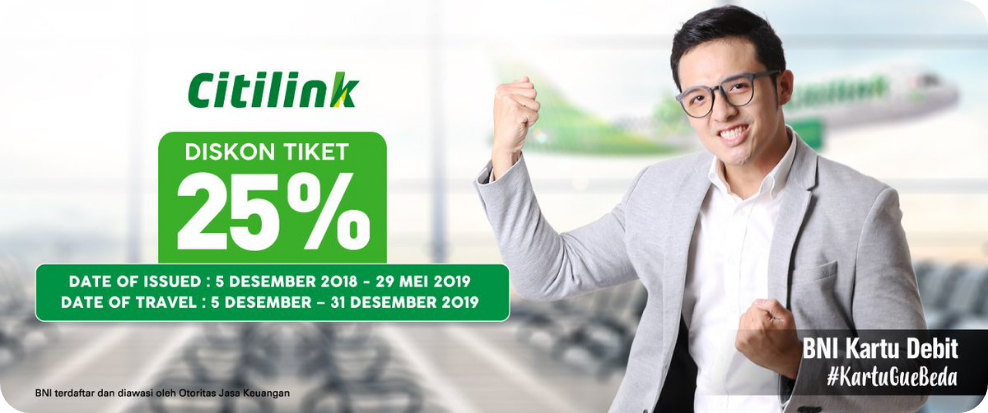 Citilink
DISKON TIKET
25%
DATE OF ISSUED : 5 DESEMBER 2018 - 29 MEI 2019
DATE OF TRAVEL : 5 DESEMBER – 31 DESEMBER 2019
Citilink
BNI Kartu Debit
#KartuGueBeda
BNI terdaftar dan diawasi oleh Otoritas Jasa Keuangan